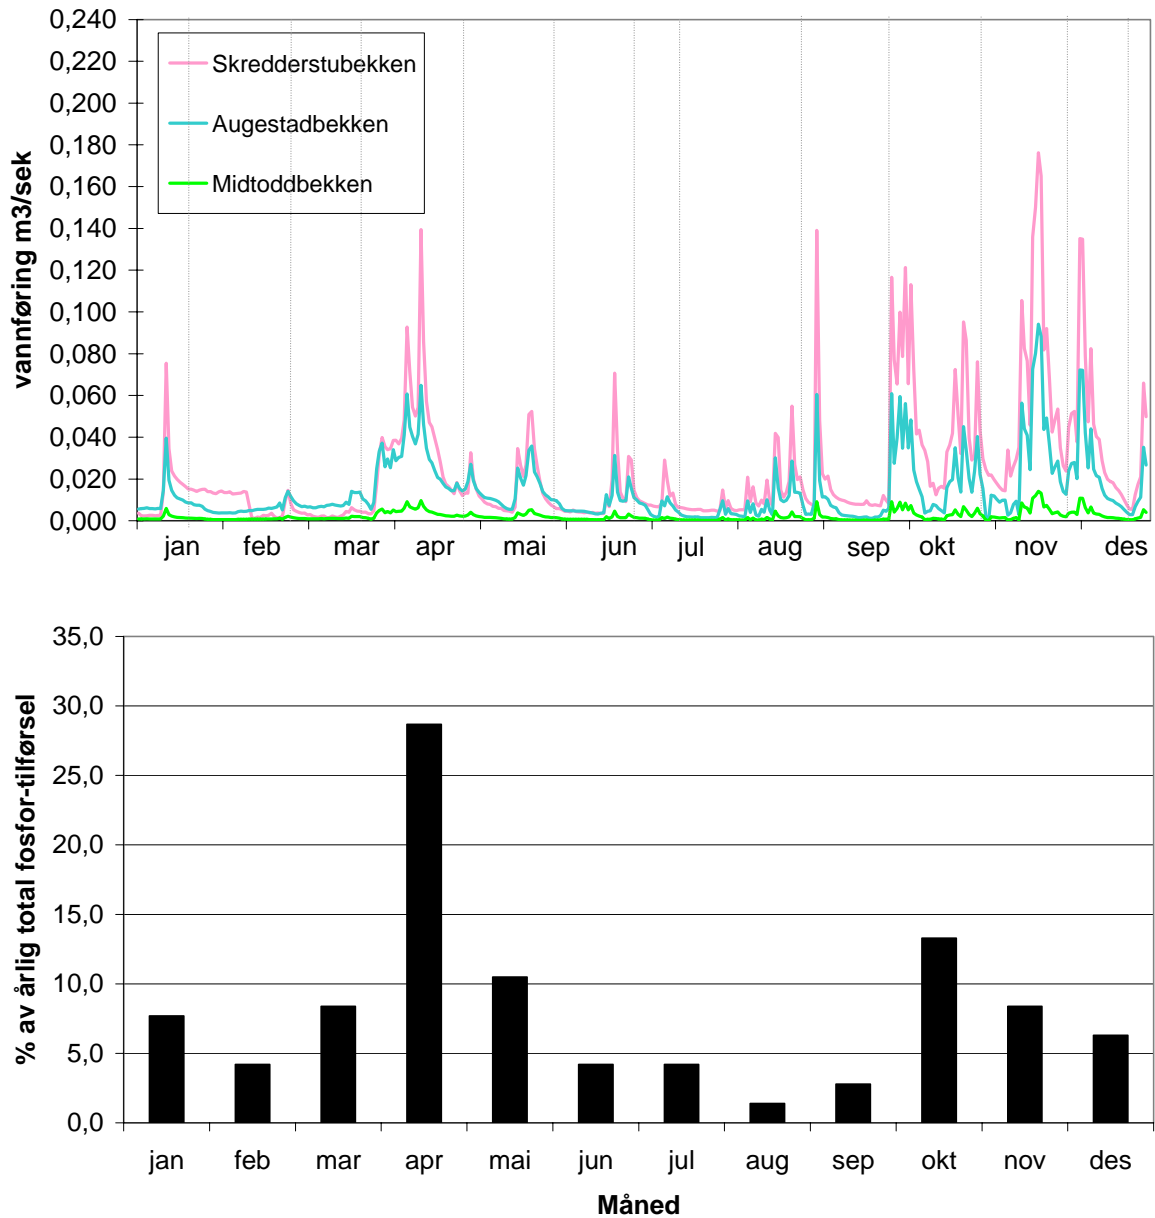 0,240
0,220
0,200
0,180
0,160
0,140
0,120
0,100
0,080
0,060
0,040
0,020
0,000
vannføring m3/sek
Skredderstubekken
Augestadbekken
Midtoddbekken
jan feb mar apr mai jun jul aug sep okt nov des
35,0
30,0
25,0
20,0
15,0
10,0
5,0
0,0
% av årlig total fosfor-tilførsel
jan feb mar apr mai jun jul aug sep okt nov des
Måned